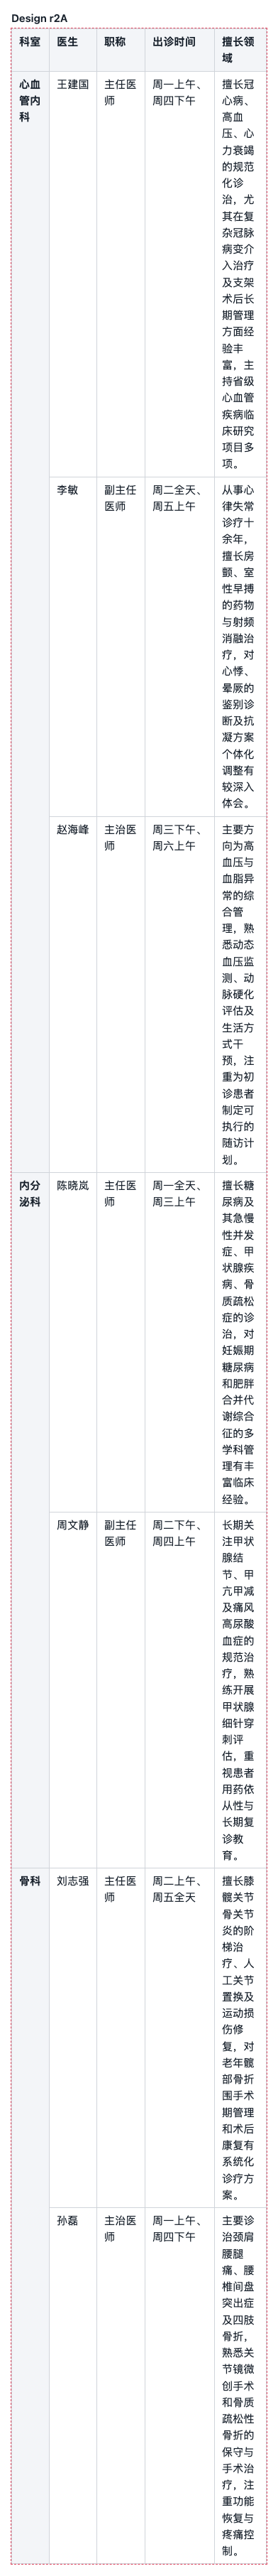 Design r2A
科室 医生 职称 出诊时间 擅长领
域
心血
管内
科
王建国
主任医
师
周一上午、
周四下午
擅长冠
心病、
高血
压、心
力衰竭
的规范
化诊
治，尤
其在复
杂冠脉
病变介
入治疗
及支架
术后长
期管理
方面经
验丰
富，主
持省级
心血管
疾病临
床研究
项目多
项。
李敏
副主任
医师
周二全天、
周五上午
从事心
律失常
诊疗十
余年，
擅长房
颤、室
性早搏
的药物
与射频
消融治
疗，对
心悸、
晕厥的
鉴别诊
断及抗
凝方案
个体化
调整有
较深入
体会。
赵海峰
主治医
师
周三下午、
周六上午
主要方
向为高
血压与
血脂异
常的综
合管
理，熟
悉动态
血压监
测、动
脉硬化
评估及
生活方
式干
预，注
重为初
诊患者
制定可
执行的
随访计
划。
内分
泌科
陈晓岚
主任医
师
周一全天、
周三上午
擅长糖
尿病及
其急慢
性并发
症、甲
状腺疾
病、骨
质疏松
症的诊
治，对
妊娠期
糖尿病
和肥胖
合并代
谢综合
征的多
学科管
理有丰
富临床
经验。
周文静
副主任
医师
周二下午、
周四上午
长期关
注甲状
腺结
节、甲
亢甲减
及痛风
高尿酸
血症的
规范治
疗，熟
练开展
甲状腺
细针穿
刺评
估，重
视患者
用药依
从性与
长期复
诊教
育。
骨科
刘志强
主任医
师
周二上午、
周五全天
擅长膝
髋关节
骨关节
炎的阶
梯治
疗、人
工关节
置换及
运动损
伤修
复，对
老年髋
部骨折
围手术
期管理
和术后
康复有
系统化
诊疗方
案。
孙磊
主治医
师
周一上午、
周四下午
主要诊
治颈肩
腰腿
痛、腰
椎间盘
突出症
及四肢
骨折，
熟悉关
节镜微
创手术
和骨质
疏松性
骨折的
保守与
手术治
疗，注
重功能
恢复与
疼痛控
制。